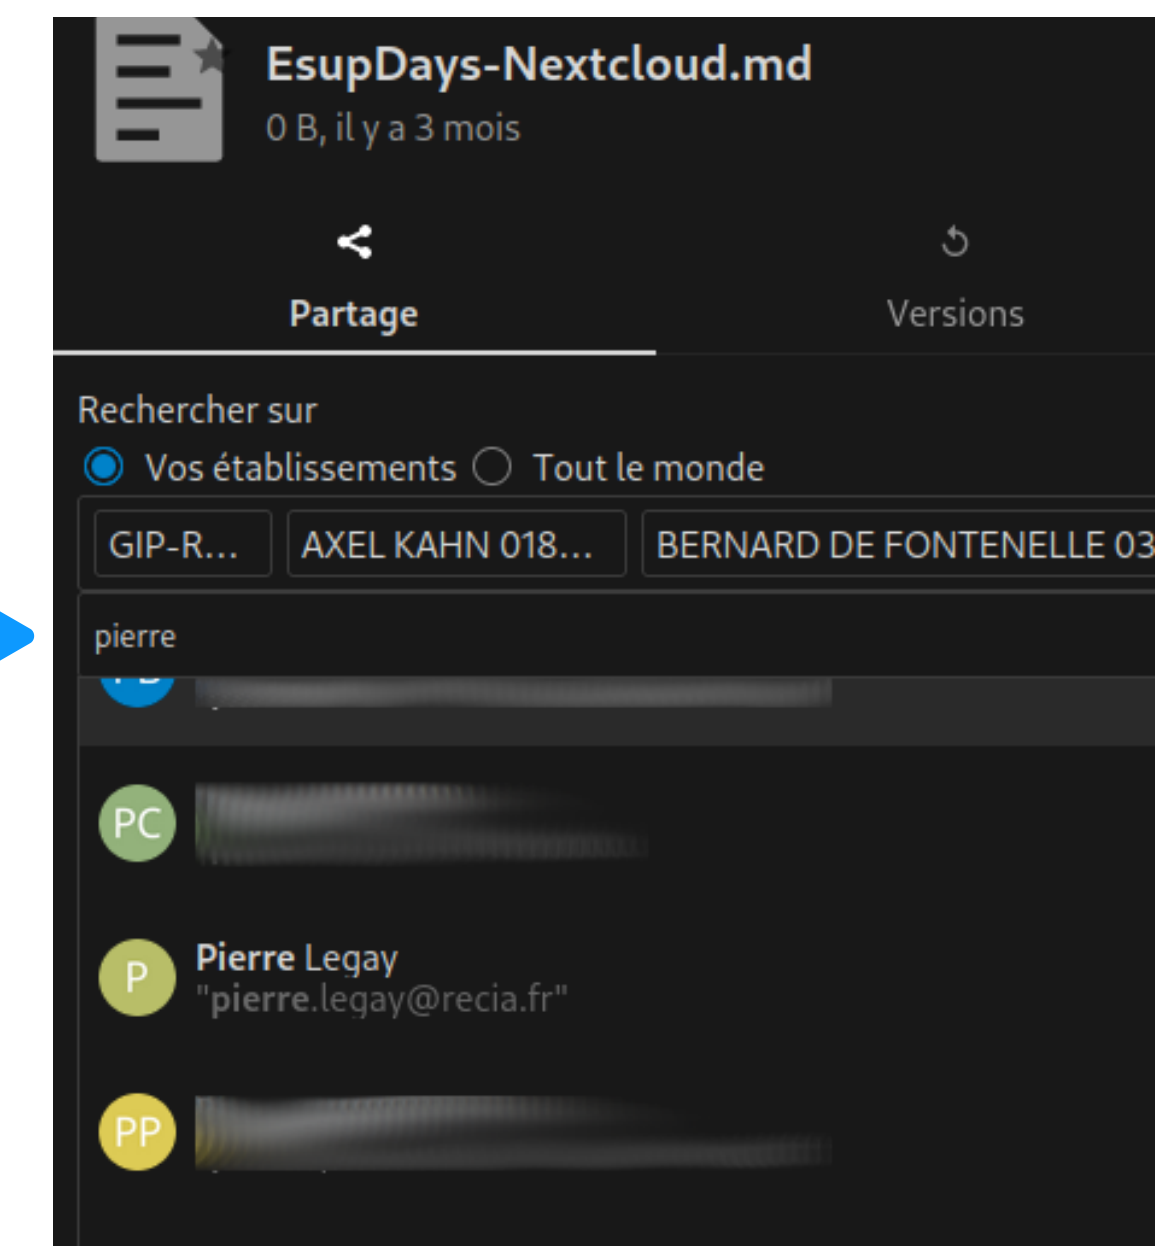 EsupDays-Nextcloud.md
0 B, il y a 3 mois
Partage
Versions
Rechercher sur
Vos établissements Tout le monde
GIP-R... AXEL KAHN 018... BERNARD DE FONTENELLE 03
pierre
PC
P
Pierre Legay
"pierre.legay@recia.fr"
PP